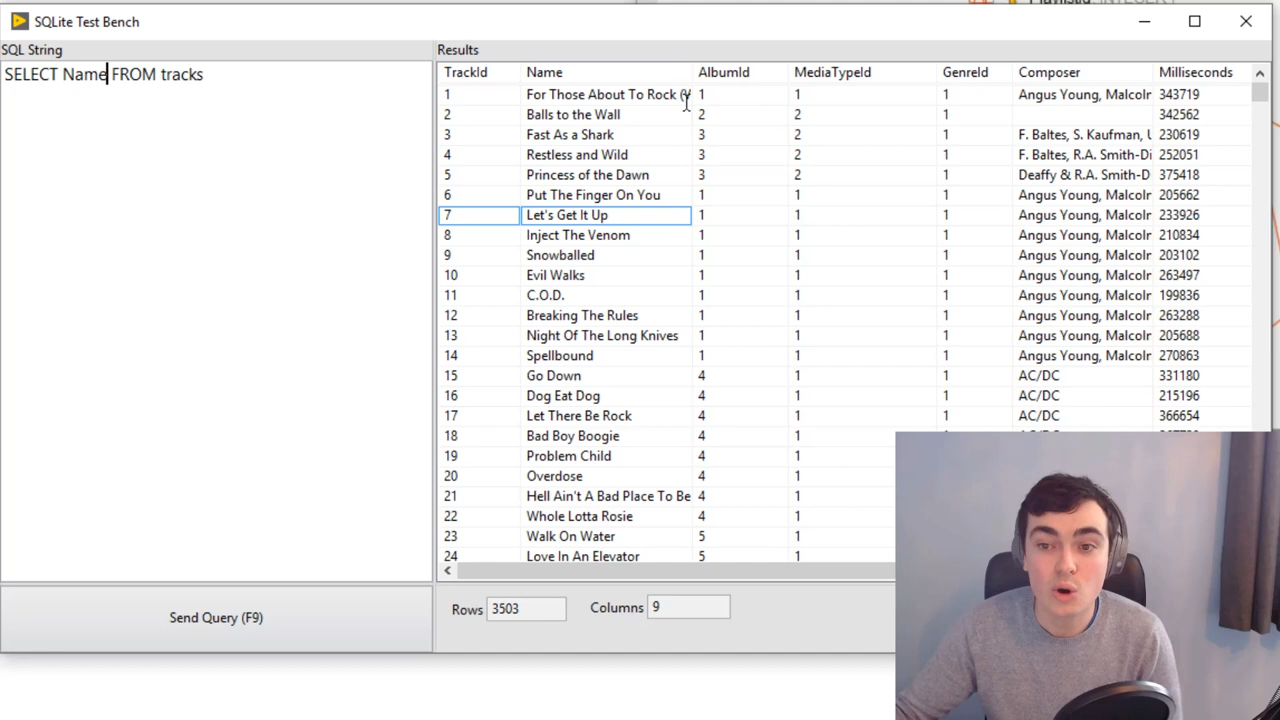 SQLite Test Bench
SQL String
SELECT Name FROM tracks
Send Query (F9)
Results
TrackId Name AlbumId MediaTypeId GenreId Composer Milliseconds
1 For Those About To Rock 1 1 1 Angus Young, Malcolr 343719
2 Balls to the Wall 2 2 1 342562
3 Fast As a Shark 3 2 1 F. Baltes, S. Kaufman, U 230619
4 Restless and Wild 3 2 1 F. Baltes, R.A. Smith-Di 252051
5 Princess of the Dawn 3 2 1 Deaffy & R.A. Smith-D 375418
6 Put The Finger On You 1 1 1 Angus Young, Malcolr 205662
7 Let's Get It Up 1 1 1 Angus Young, Malcolr 233926
8 Inject The Venom 1 1 1 Angus Young, Malcolr 210834
9 Snowballed 1 1 1 Angus Young, Malcolr 203102
10 Evil Walks 1 1 1 Angus Young, Malcolr 263497
11 C.O.D. 1 1 1 Angus Young, Malcolr 199836
12 Breaking The Rules 1 1 1 Angus Young, Malcolr 263288
13 Night Of The Long Knives 1 1 1 Angus Young, Malcolr 205688
14 Spellbound 1 1 1 Angus Young, Malcolr 270863
15 Go Down 4 1 1 AC/DC 331180
16 Dog Eat Dog 4 1 1 AC/DC 215196
17 Let There Be Rock 4 1 1 AC/DC 366654
18 Bad Boy Boogie 4 1
19 Problem Child 4 1
20 Overdose 4 1
21 Hell Ain't A Bad Place To Be 4 1
22 Whole Lotta Rosie 4 1
23 Walk On Water 5 1
24 Love In An Elevator 5 1
Rows 3503 Columns 9